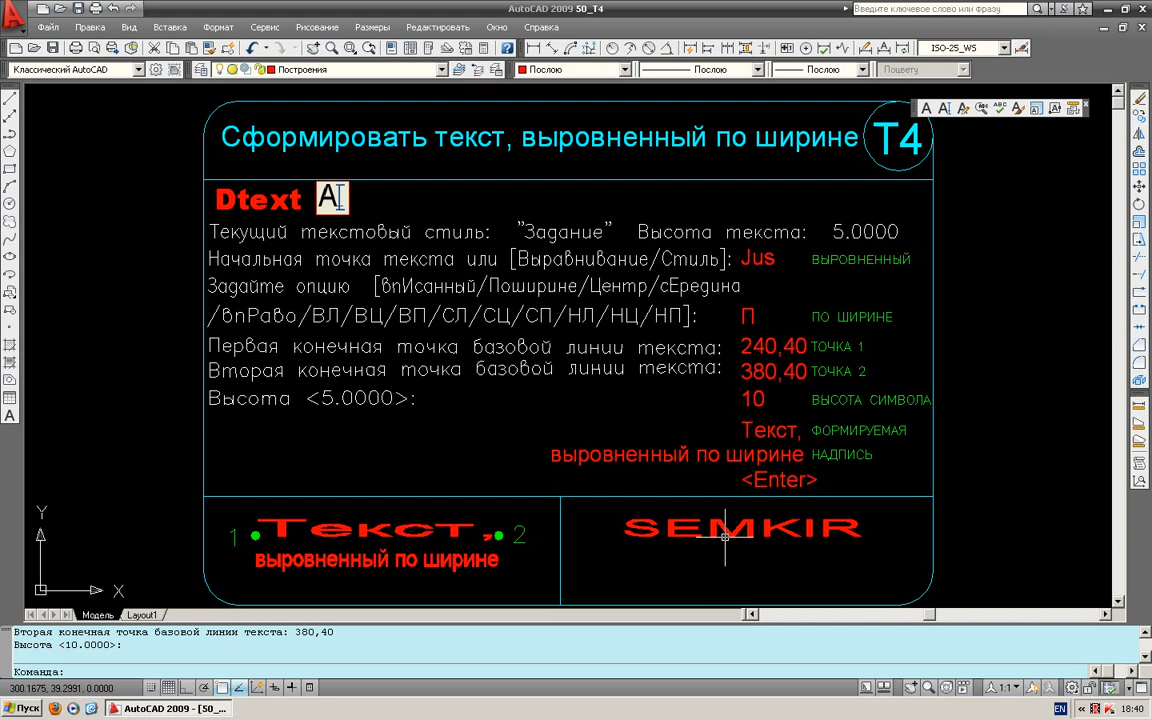 AutoCAD 2009 50_T4
Введите ключевое слово или фразу
Файл Правка Вид Вставка Формат Сервис Рисование Размеры Редактировать Окно Справка
ISO-25_WS
Классический AutoCAD Построения Послою Послою Послою Поцвету
Сформировать текст, выровненный по ширине T4
Dtext A
Текущий текстовый стиль: "Задание" Высота текста: 5.0000
Начальная точка текста или [Выравнивание/Стиль]: Jus ВЫРОВНЕННЫЙ
Задайте опцию [впИсанный/Поширине/Центр/сЕредина
/впРаво/ВЛ/ВЦ/ВП/СЛ/СЦ/СП/НЛ/НЦ/НП]: П ПО ШИРИНЕ
Первая конечная точка базовой линии текста: 240,40 ТОЧКА 1
Вторая конечная точка базовой линии текста: 380,40 ТОЧКА 2
Высота <5.0000>: 10 ВЫСОТА СИМВОЛА
Текст, ФОРМИРУЕМАЯ
выровненный по ширине НАДПИСЬ
<Enter>
1 Текст, 2 SEMKIR
выровненный по ширине
Y
X
Модель Layout1
Вторая конечная точка базовой линии текста: 380,40
Высота <10.0000>:
Команда:
300.1675, 39.2991, 0.0000 1:1
Пуск AutoCAD 2009 - [50_... EN 18:40